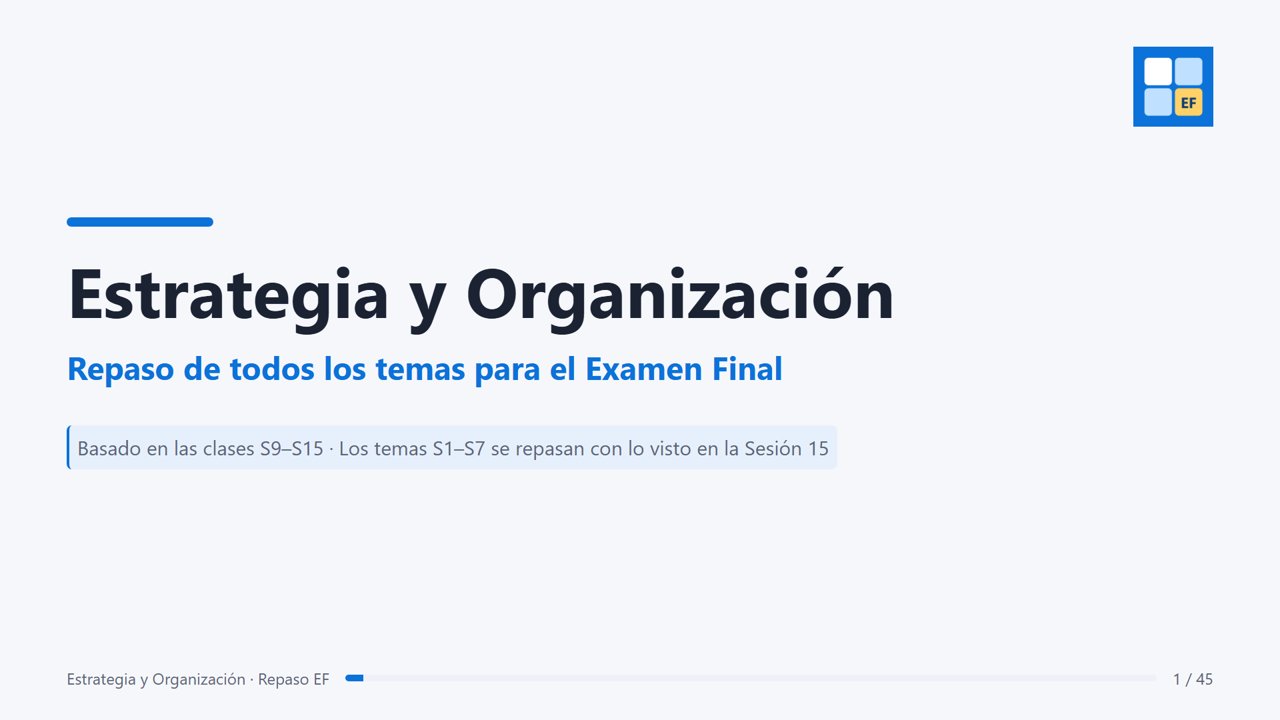 EF
Estrategia y Organización
Repaso de todos los temas para el Examen Final
Basado en las clases S9–S15 · Los temas S1–S7 se repasan con lo visto en la Sesión 15
Estrategia y Organización · Repaso EF
1 / 45